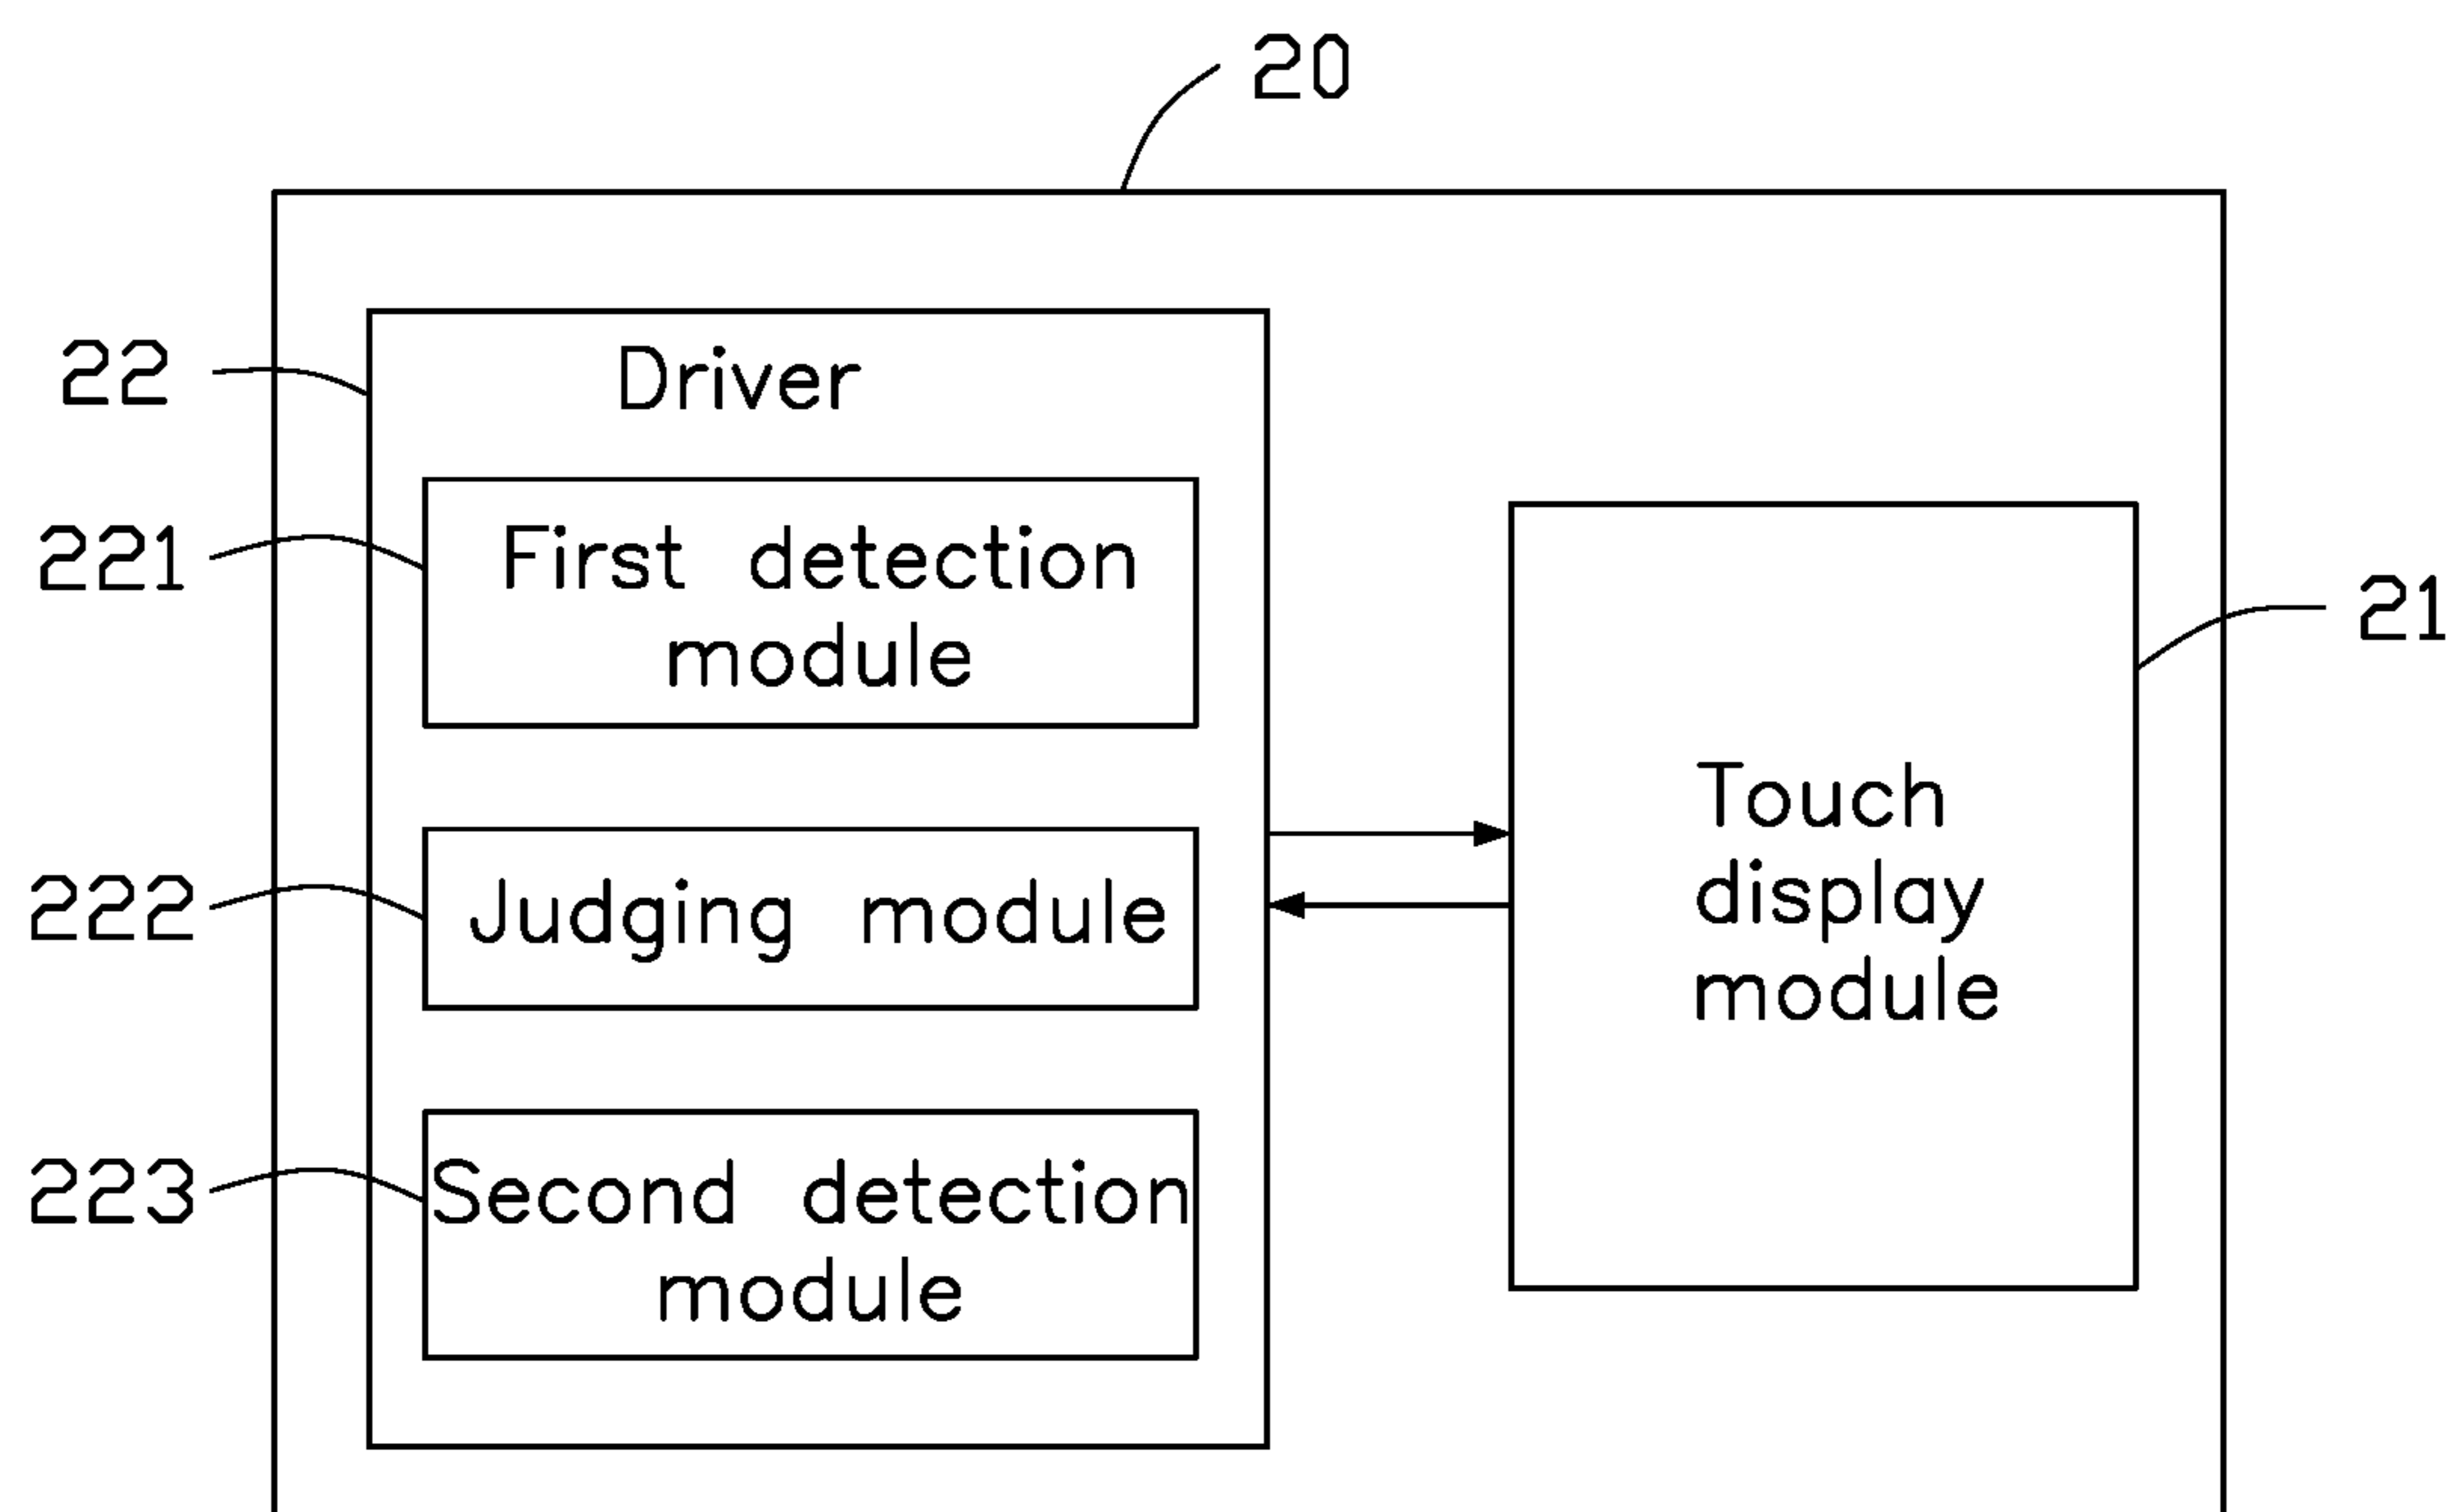 20
22
Driver
221
First detection
module
21
Touch
display
module
222
Judging module
223
Second detection
module